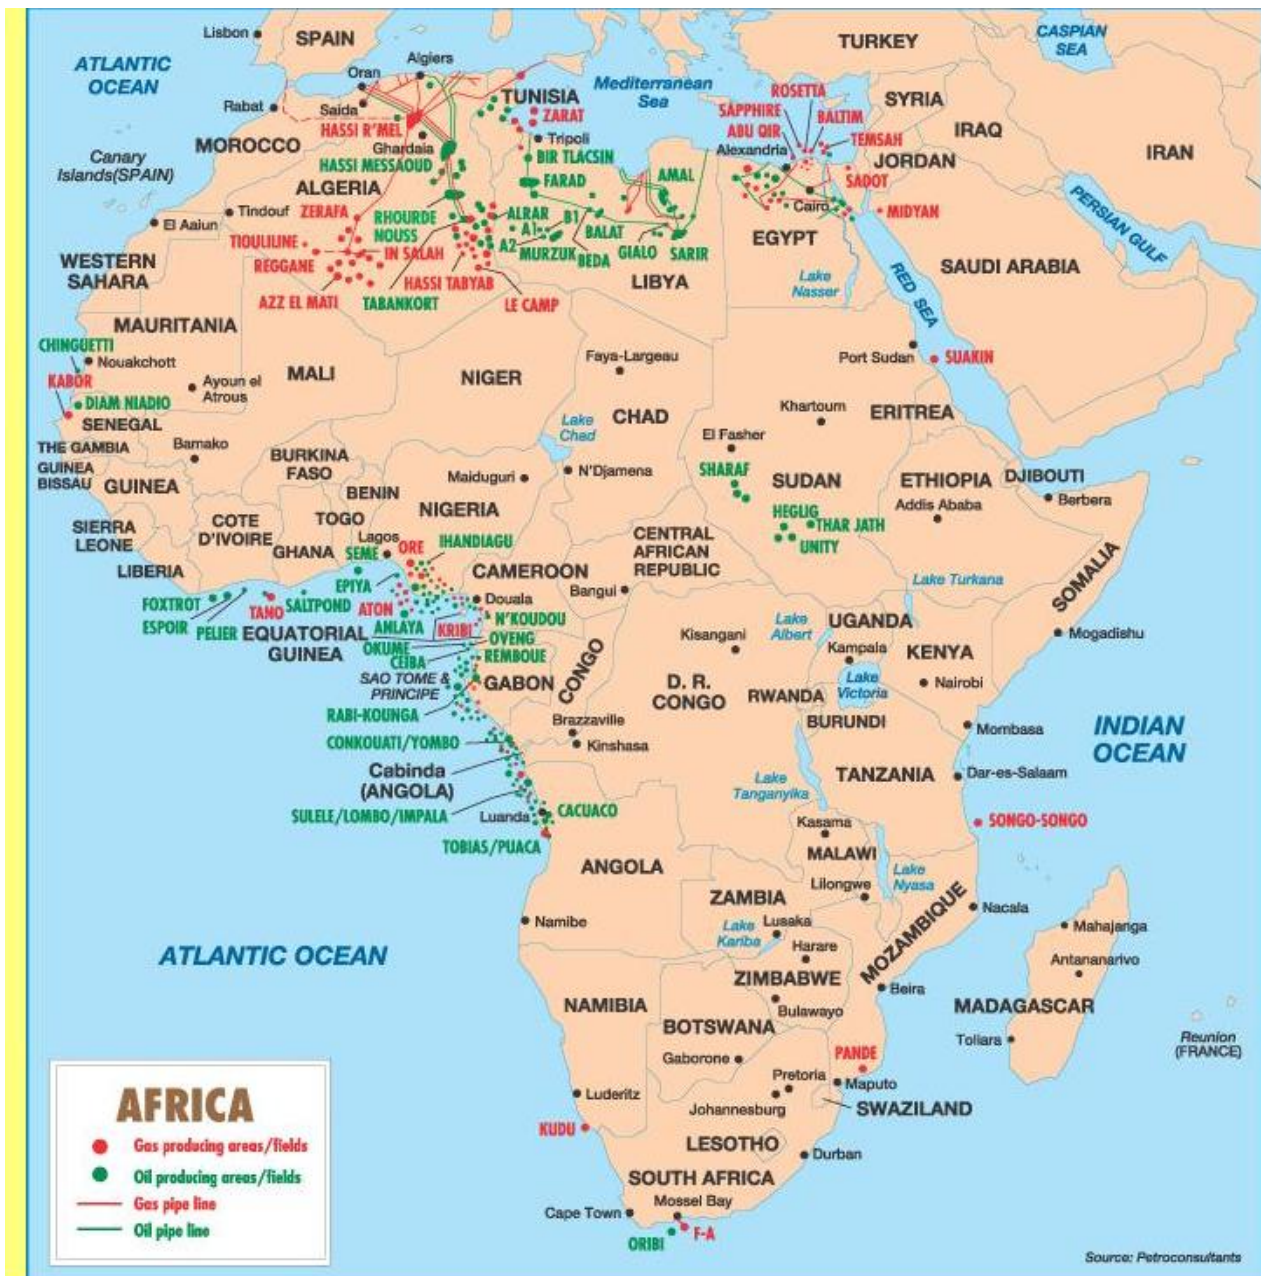 Lisbon
SPAIN
ATLANTIC
OCEAN
Algiers
Oran
Rabat
Saida
TUNISIA
ZARAT
Mediterranean
Sea
TURKEY
CASPIAN
SEA
SYRIA
IRAQ
IRAN
JORDAN
ROSETTA
SAPPHIRE
BALTIM
ABU QIR
TEMSAH
Alexandria
SADOT
MIDYAN
Cairo
EGYPT
PERSIAN GULF
SAUDI ARABIA
RED SEA
Lake
Nasser
MOROCCO
HASSI R'MEL
Ghardaia
HASSI MESSAOUD
Tripoli
BIR TLACSIN
Canary
Islands(SPAIN)
ALGERIA
FARAD
AMAL
El Aaiun
Tindouf
ZERAFA
RHOURDE
NOUSS
ALRAR
A1
B1
A2
MURZUK
BALAT
BEDA
GIALO
SARIR
TIOULILINE
IN SALAH
REGGANE
HASSI TABYAB
AZZ EL MATI
TABANKORT
LE CAMP
LIBYA
WESTERN
SAHARA
MAURITANIA
CHINGUETTI
Nouakchott
KABOR
DIAM NIADIO
Ayoun el
Atrous
MALI
NIGER
Faya-Largeau
CHAD
Port Sudan
SUAKIN
Khartoum
ERITREA
SENEGAL
THE GAMBIA
GUINEA
BISSAU
GUINEA
Bamako
BURKINA
FASO
Lake
Chad
El Fasher
SHARAF
SUDAN
N'Djamena
Maiduguri
BENIN
NIGERIA
TOGO
ETHIOPIA
Addis Ababa
DJIBOUTI
Berbera
HEGLIG
THAR JATH
UNITY
SIERRA
LEONE
COTE
D'IVOIRE
GHANA
LIBERIA
Lagos
SEME
ORE
IHANDIAGU
EPIYA
CAMEROON
CENTRAL
AFRICAN
REPUBLIC
Bangui
Lake Turkana
SOMALIA
Mogadishu
FOXTROT
ESPOIR
PELIER
TANO
SALTPOND
ATON
ANLAYA
KRIBI
Douala
N'KOUDOU
EQUATORIAL
GUINEA
OKUME
OVENG
CEIBA
REMBOUE
SAO TOME &
PRINCIPE
GABON
CONGO
Kisangani
D. R.
CONGO
Lake
Albert
UGANDA
Kampala
KENYA
Nairobi
Lake
Victoria
RWANDA
BURUNDI
Mombasa
INDIAN
OCEAN
RABI-KOUNGA
Brazzaville
Kinshasa
CONKOUATI/YOMBO
Cabinda
(ANGOLA)
SULELE/LOMBO/IMPALA
Luanda
CACUACO
TOBIAS/PUACA
TANZANIA
Dar-es-Salaam
Lake
Tanganyika
SONGO-SONGO
Kasama
MALAWI
Lilongwe
Lake
Nyasa
ANGOLA
ZAMBIA
Lusaka
Lake
Kariba
MOZAMBIQUE
Nacala
Mahajanga
Antananarivo
MADAGASCAR
Toliara
Namibe
Harare
ZIMBABWE
Bulawayo
Beira
ATLANTIC OCEAN
NAMIBIA
BOTSWANA
Gaborone
PANDE
Pretoria
Maputo
Johannesburg
SWAZILAND
Reunion
(FRANCE)
Luderitz
KUDU
LESOTHO
Durban
SOUTH AFRICA
Mossel Bay
Cape Town
F-A
ORIBI
AFRICA
Gas producing areas/fields
Oil producing areas/fields
Gas pipe line
Oil pipe line
Source: Petroconsultants